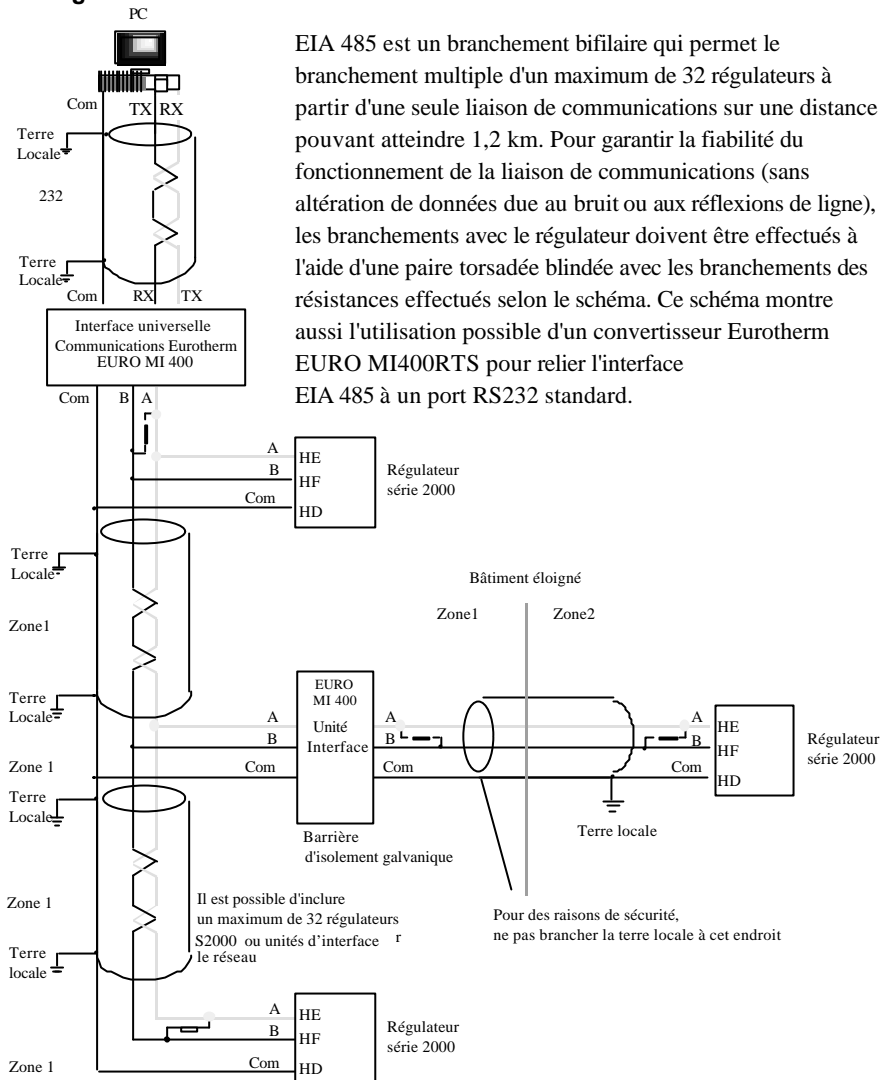 PC
EIA 485 est un branchement bifilaire qui permet le
branchement multiple d'un maximum de 32 régulateurs à
partir d'une seule liaison de communications sur une distance
pouvant atteindre 1,2 km. Pour garantir la fiabilité du
fonctionnement de la liaison de communications (sans
altération de données due au bruit ou aux réflexions de ligne),
les branchements avec le régulateur doivent être effectués à
l'aide d'une paire torsadée blindée avec les branchements des
résistances effectués selon le schéma. Ce schéma montre
aussi l'utilisation possible d'un convertisseur Eurotherm
EURO MI400RTS pour relier l'interface
EIA 485 à un port RS232 standard.
Com TX RX
Terre
Locale
232
Terre
Locale
Com RX TX
Interface universelle
Communications Eurotherm
EURO MI 400
Com B A
A HE
B HF
Com HD
Régulateur
série 2000
Terre
Locale
Zone1
Terre
Locale
Bâtiment éloigné
Zone1 Zone2
EURO
MI 400
Unité
Interface
A A A HE
B B B HF
Com Com Com HD
Régulateur
série 2000
Zone 1
Terre
Locale
Barrière
d'isolement galvanique
Terre locale
Zone 1
Il est possible d'inclure
un maximum de 32 régulateurs
S2000 ou unités d'interface r
le réseau
Pour des raisons de sécurité,
ne pas brancher la terre locale à cet endroit
Terre
locale
A HE
B HF
Com HD
Régulateur
série 2000
Zone 1